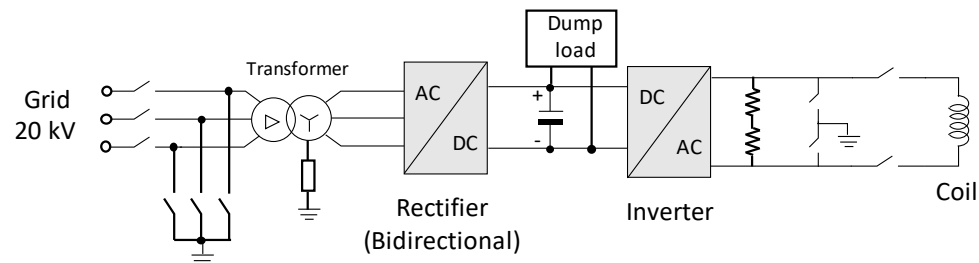 Dump
load
Transformer
Grid
20 kV
AC
DC
+
-
DC
AC
Rectifier
(Bidirectional)
Inverter
Coil